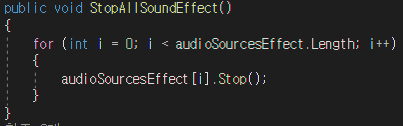 public void StopAllSoundEffect()
{
for (int i = 0; i < audioSourcesEffect.Length; i++)
{
audioSourcesEffect[i].Stop();
}
}